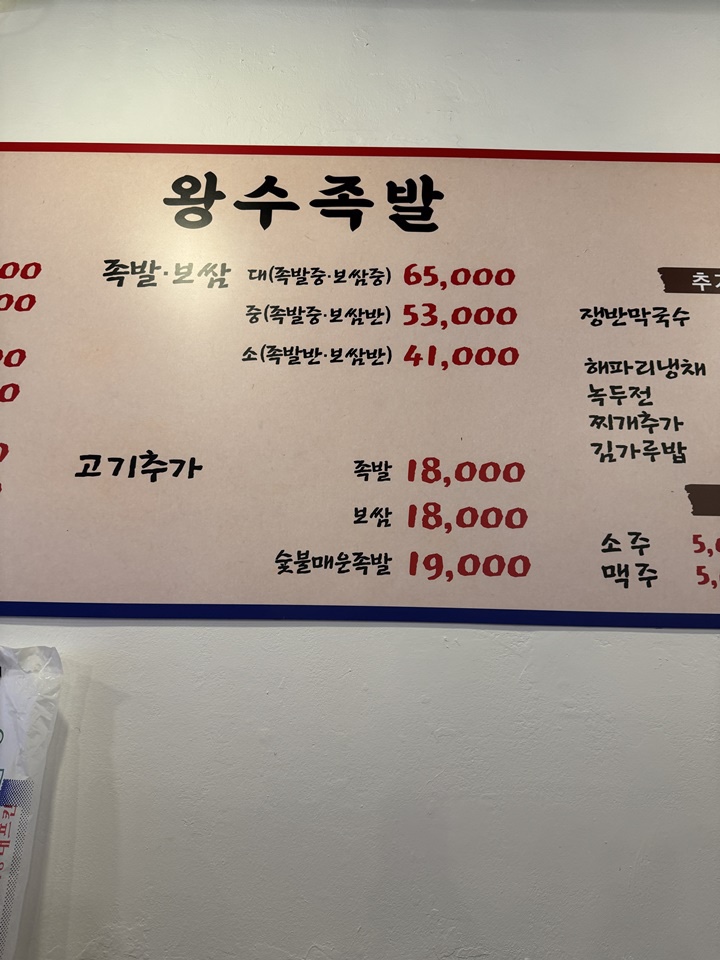 왕수족발
족발·보쌈 대(족발중·보쌈중) 65,000
중(족발중·보쌈반) 53,000
소(족발반·보쌈반) 41,000
고기추가 족발 18,000
보쌈 18,000
숯불매운족발 19,000
쟁반막국수
해파리냉채
녹두전
찌개추가
김가루밥
소주
맥주